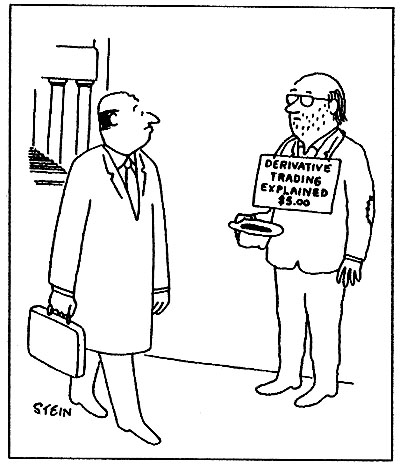 DERIVATIVE
TRADING
EXPLAINED
$5.00
STEIN